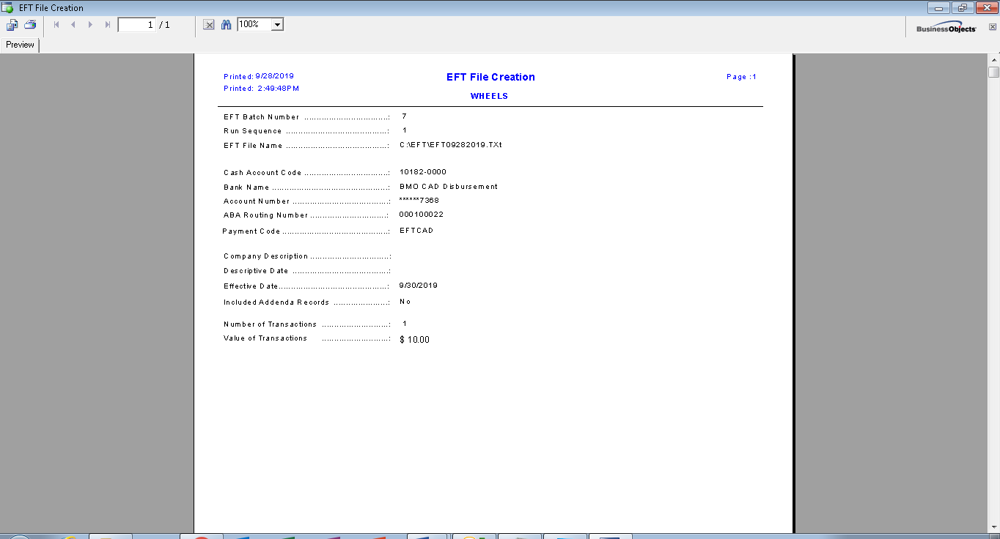 EFT File Creation
1 / 1
100%
BusinessObjects
Preview
Printed: 9/28/2019 EFT File Creation Page :1
Printed: 2:49:48PM WHEELS
EFT Batch Number ..................................: 7
Run Sequence .........................................: 1
EFT File Name .........................................: C:\EFT\EFT09282019.TXt
Cash Account Code ..................................: 10182-0000
Bank Name ...............................................: BMO CAD Disbursement
Account Number .......................................: ******7368
ABA Routing Number ...............................: 000100022
Payment Code ...........................................: EFTCAD
Company Description ................................:
Descriptive Date .......................................:
Effective Date............................................: 9/30/2019
Included Addenda Records ......................: No
Number of Transactions ...........................: 1
Value of Transactions ...........................: $ 10.00